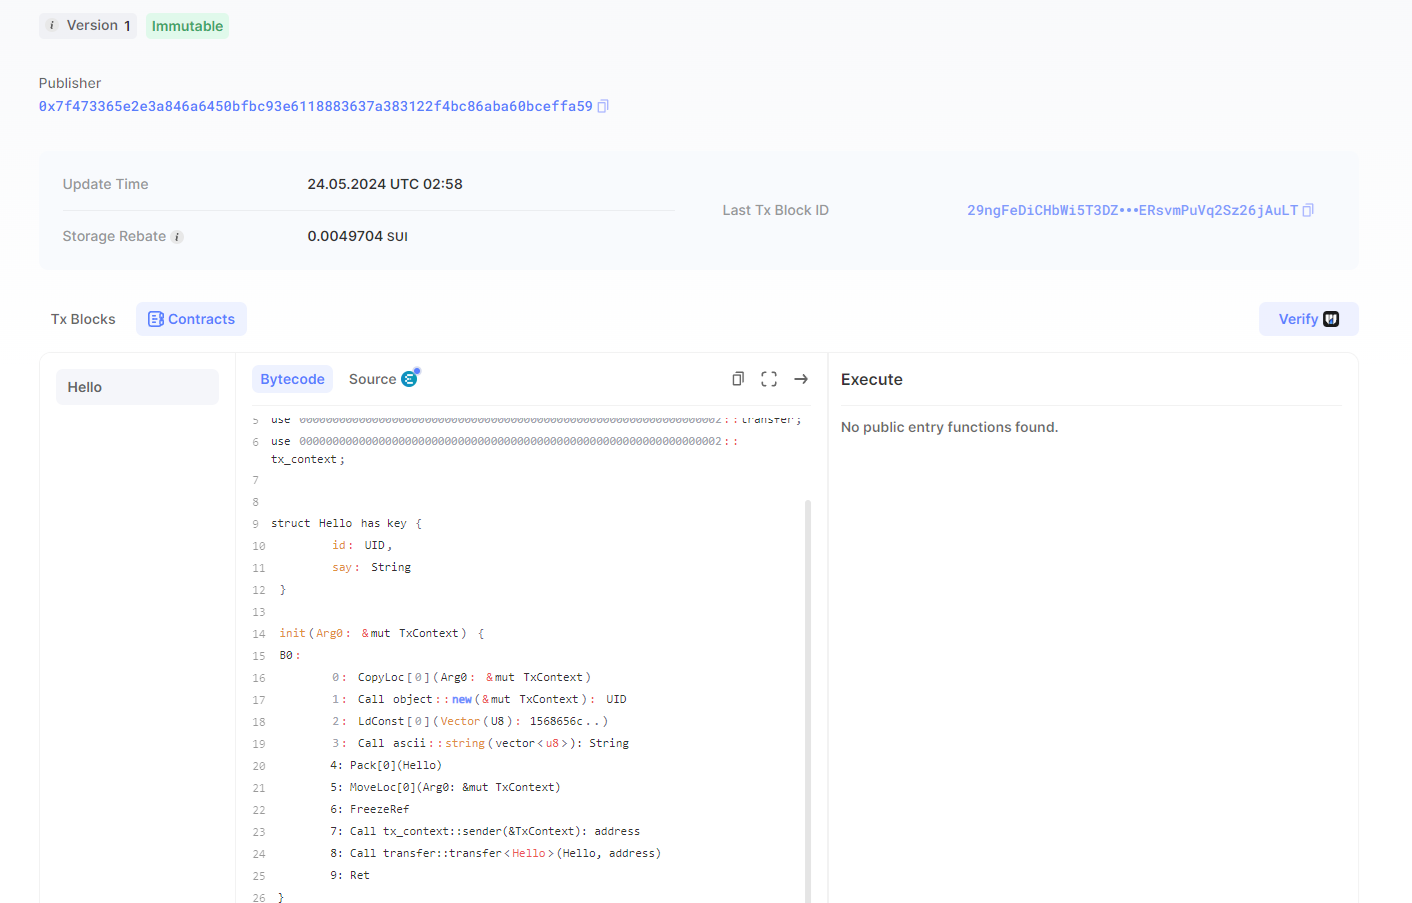 i Version 1 Immutable
Publisher
0x7f473365e2e3a846a6450bfbc93e6118883637a383122f4bc86aba60bceffa59
Update Time 24.05.2024 UTC 02:58
Last Tx Block ID 29ngFeDiCHbWi5T3DZ•••ERsvmPuVq2Sz26jAuLT
Storage Rebate i 0.0049704 SUI
Tx Blocks Contracts Verify
Hello
Bytecode Source
5 use 0000000000000000000000000000000000000000000000000000000000000002::transfer;
6 use 0000000000000000000000000000000000000000000000000000000000000002::
tx_context;
7
8
9 struct Hello has key {
10 id: UID,
11 say: String
12 }
13
14 init(Arg0: &mut TxContext) {
15 B0:
16 0: CopyLoc[0](Arg0: &mut TxContext)
17 1: Call object::new(&mut TxContext): UID
18 2: LdConst[0](Vector(U8): 1568656c..)
19 3: Call ascii::string(vector<u8>): String
20 4: Pack[0](Hello)
21 5: MoveLoc[0](Arg0: &mut TxContext)
22 6: FreezeRef
23 7: Call tx_context::sender(&TxContext): address
24 8: Call transfer::transfer<Hello>(Hello, address)
25 9: Ret
26 }
Execute
No public entry functions found.